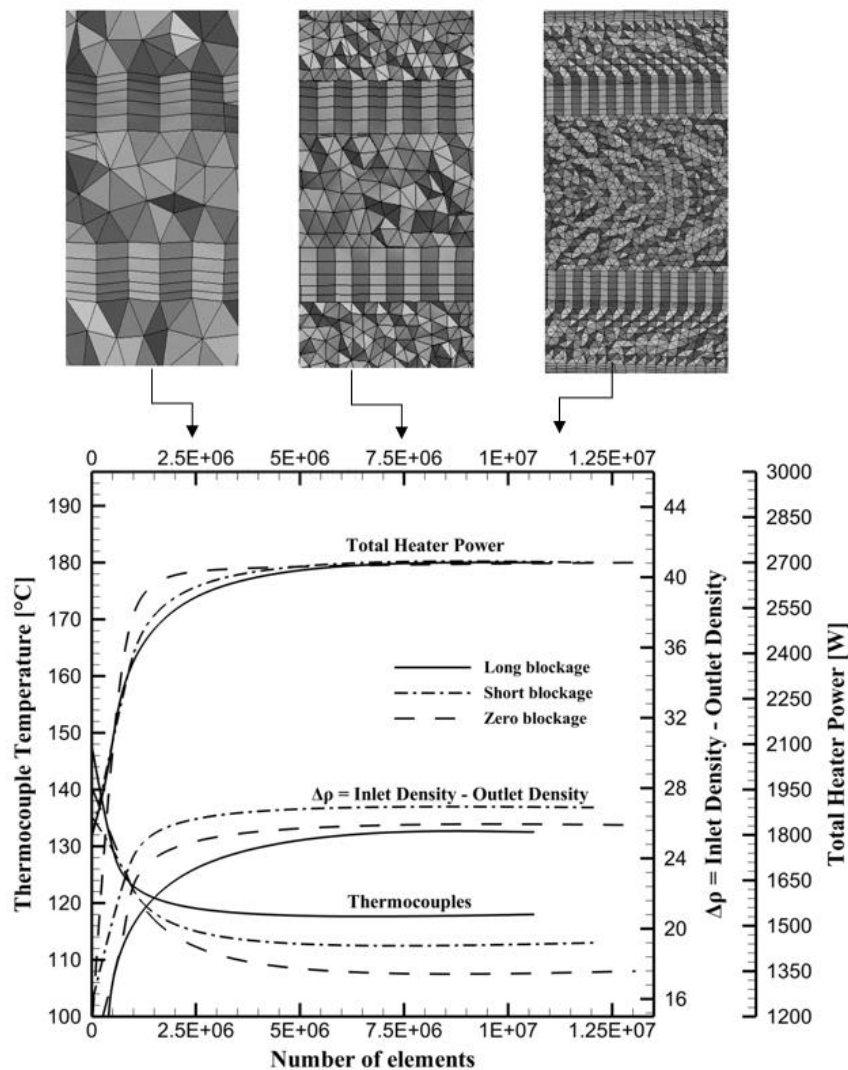 0 2.5E+06 5E+06 7.5E+06 1E+07 1.25E+07
Thermocouple Temperature [°C]
190
180
170
160
150
140
130
120
110
100
Total Heater Power
Long blockage
Short blockage
Zero blockage
Δρ = Inlet Density - Outlet Density
Thermocouples
44
40
36
32
28
24
20
16
Δρ = Inlet Density - Outlet Density
3000
2850
2700
2550
2400
2250
2100
1950
1800
1650
1500
1350
1200
Total Heater Power [W]
0 2.5E+06 5E+06 7.5E+06 1E+07 1.25E+07
Number of elements